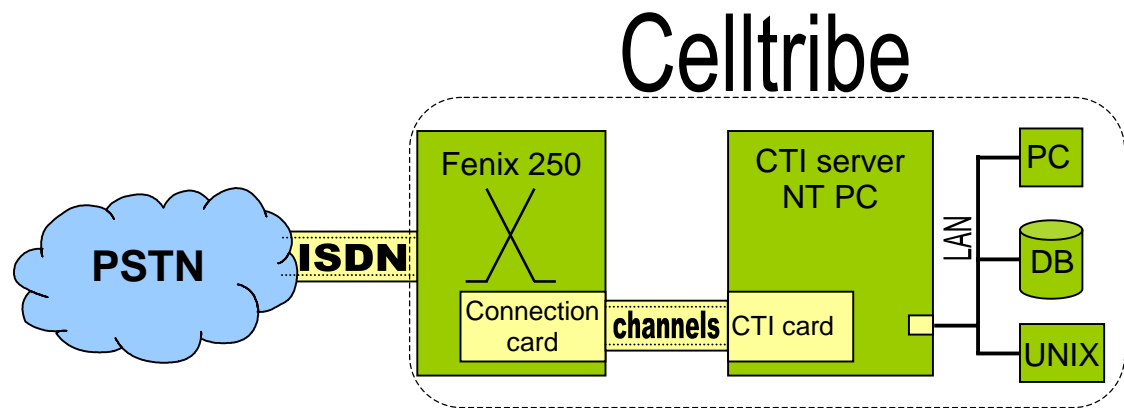 Celltribe
Fenix 250
CTI server
NT PC
PC
LAN
PSTN
ISDN
DB
Connection
card
channels
CTI card
UNIX